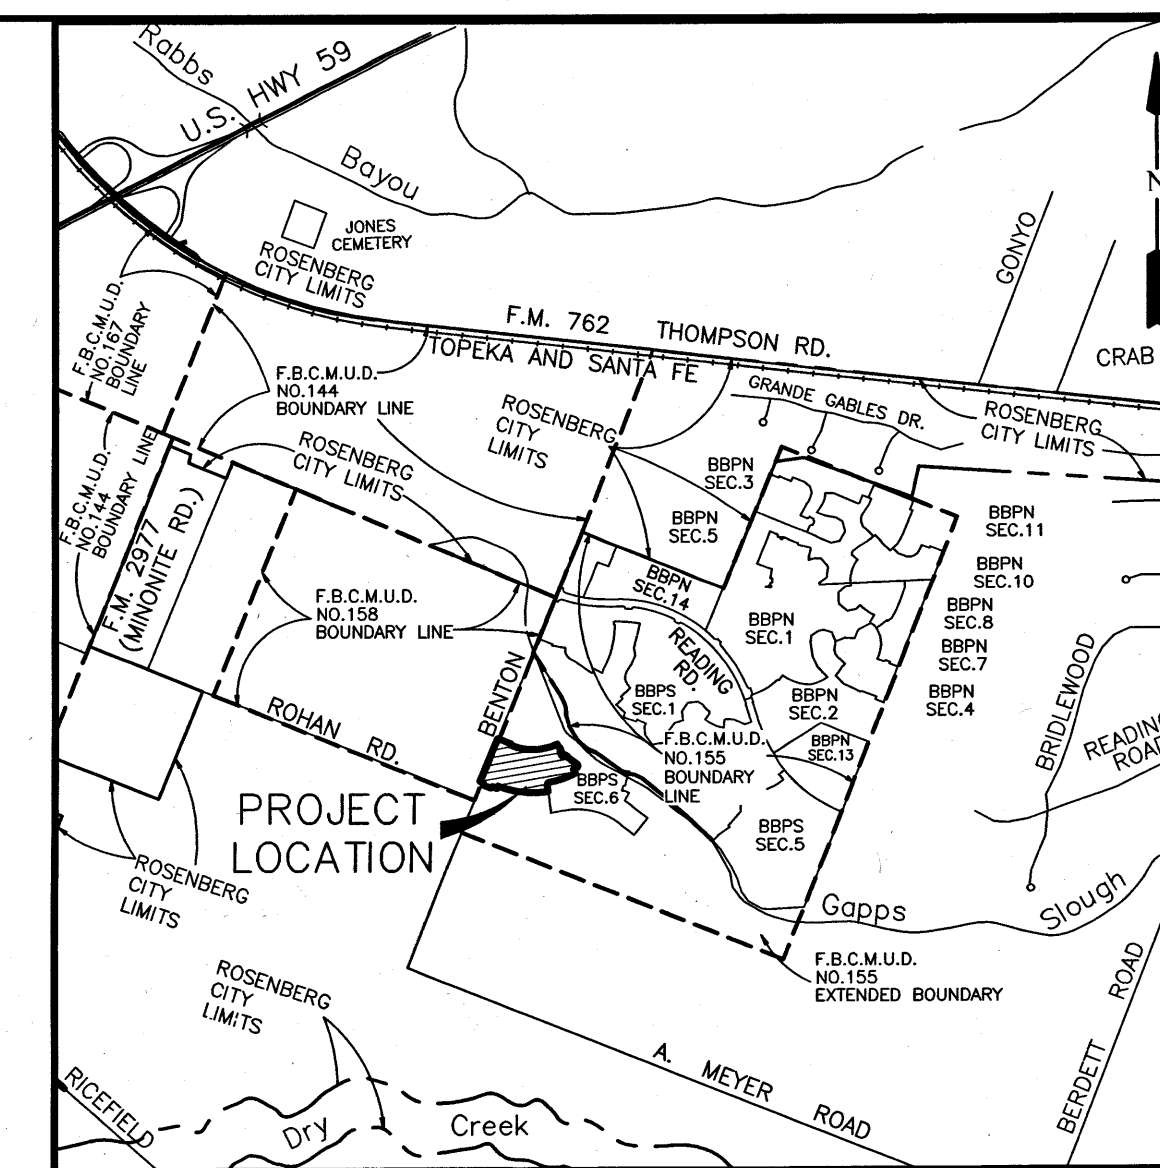 Rabbs
U.S. HWY 59
Bayou
JONES
CEMETERY
ROSENBERG
CITY LIMITS
N
GONYO
F.B.C.M.U.D.
NO.167
BOUNDARY
LINE
F.M. 762 THOMPSON RD.
TOPEKA AND SANTA FE
CRAB
F.B.C.M.U.D.
NO.144
BOUNDARY LINE
GRANDE GABLES DR.
ROSENBERG
CITY
LIMITS
ROSENBERG
CITY LIMITS
ROSENBERG
CITY LIMITS
F.B.C.M.U.D.
NO.144
BOUNDARY LINE
F.M. 2977
(MINONITE RD.)
BBPN
SEC.3
BBPN
SEC.5
BBPN
SEC.11
BBPN
SEC.10
BBPN
SEC.14
F.B.C.M.U.D.
NO.158
BOUNDARY LINE
BBPN
SEC.1
BBPN
SEC.8
BBPN
SEC.7
BBPN
SEC.4
READING
RD.
BENTON
BBPS
SEC.1
BBPN
SEC.2
BBPN
SEC.13
BRIDLEWOOD
READING
ROAD
ROHAN RD.
F.B.C.M.U.D.
NO.155
BOUNDARY
LINE
BBPS
SEC.6
PROJECT
LOCATION
BBPS
SEC.5
ROSENBERG
CITY
LIMITS
Gapps Slough
F.B.C.M.U.D.
NO.155
EXTENDED BOUNDARY
ROSENBERG
CITY
LIMITS
BERDETT ROAD
A. MEYER ROAD
RICEFIELD
Dry Creek